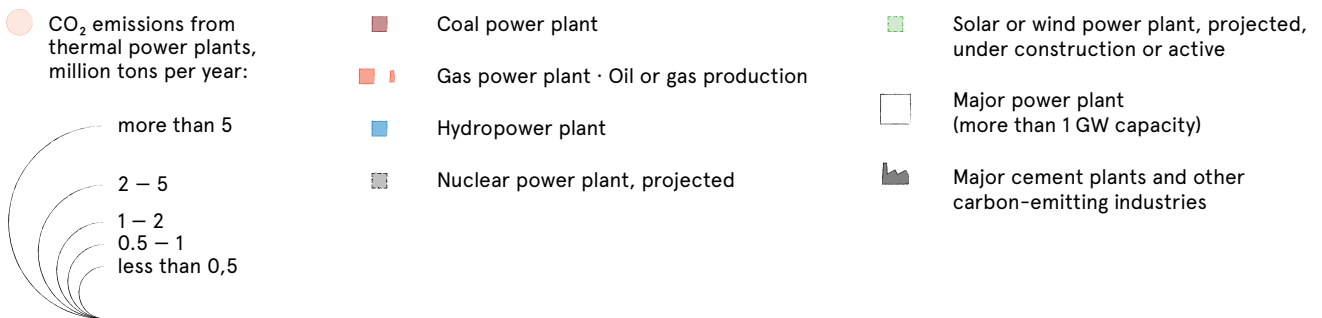 CO₂ emissions from
thermal power plants,
million tons per year:
more than 5
2 – 5
1 – 2
0.5 – 1
less than 0,5
Coal power plant
Gas power plant · Oil or gas production
Hydropower plant
Nuclear power plant, projected
Solar or wind power plant, projected,
under construction or active
Major power plant
(more than 1 GW capacity)
Major cement plants and other
carbon-emitting industries